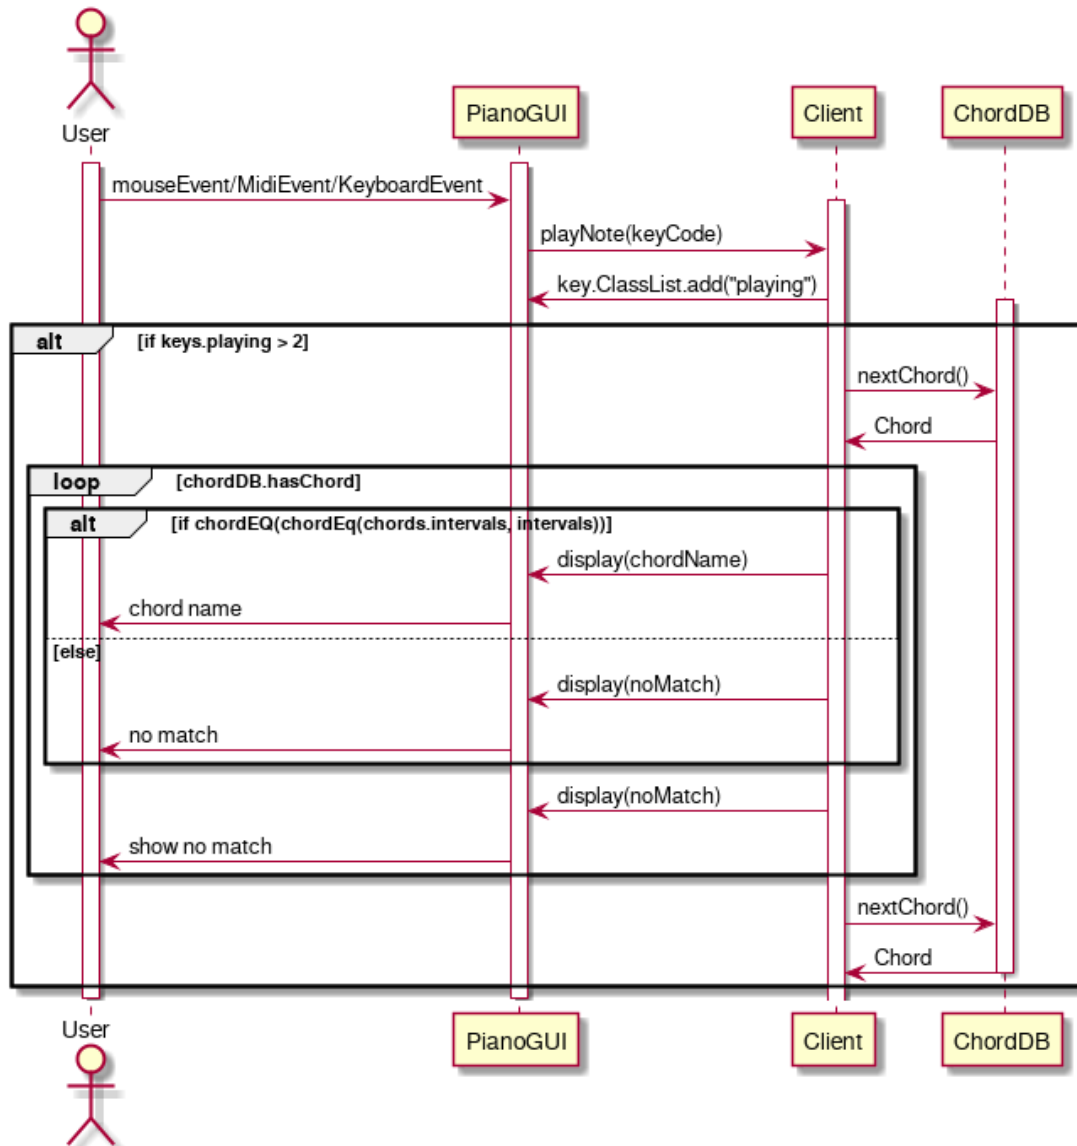 User
PianoGUI
Client
ChordDB
mouseEvent/MidiEvent/KeyboardEvent
playNote(keyCode)
key.ClassList.add("playing")
alt
[if keys.playing > 2]
nextChord()
Chord
loop
[chordDB.hasChord]
alt
[if chordEQ(chordEq(chords.intervals, intervals))]
display(chordName)
chord name
[else]
display(noMatch)
no match
display(noMatch)
show no match
nextChord()
Chord
User
PianoGUI
Client
ChordDB